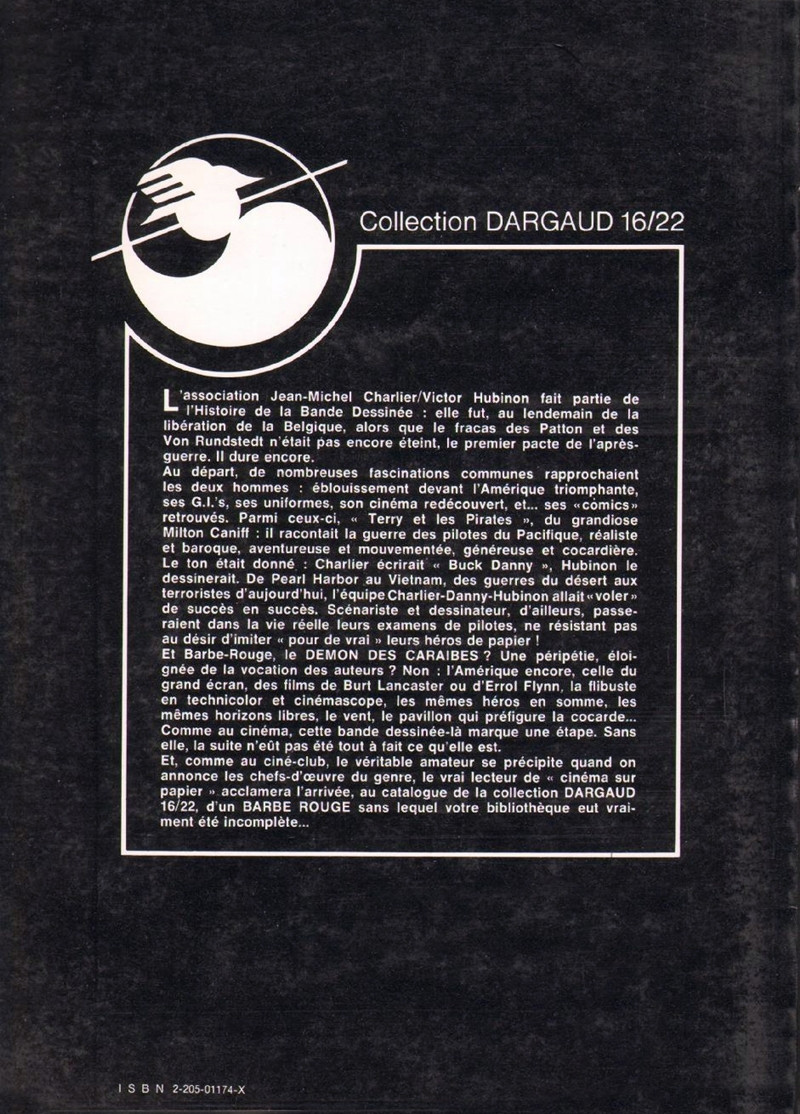 Collection DARGAUD 16/22
L'association Jean-Michel Charlier/Victor Hubinon fait partie de
l'Histoire de la Bande Dessinée : elle fut, au lendemain de la
libération de la Belgique, alors que le fracas des Patton et des
Von Rundstedt n'était pas encore éteint, le premier pacte de l'après-
guerre. Il dure encore.
Au départ, de nombreuses fascinations communes rapprochaient
les deux hommes : éblouissement devant l'Amérique triomphante,
ses G.I.'s, ses uniformes, son cinéma redécouvert, et... ses «comics»
retrouvés. Parmi ceux-ci, « Terry et les Pirates », du grandiose
Milton Caniff : il racontait la guerre des pilotes du Pacifique, réaliste
et baroque, aventureuse et mouvementée, généreuse et cocardière.
Le ton était donné : Charlier écrirait « Buck Danny », Hubinon le
dessinerait. De Pearl Harbor au Vietnam, des guerres du désert aux
terroristes d'aujourd'hui, l'équipe Charlier-Danny-Hubinon allait «voler»
de succès en succès. Scénariste et dessinateur, d'ailleurs, passe-
raient dans la vie réelle leurs examens de pilotes, ne résistant pas
au désir d'imiter « pour de vrai » leurs héros de papier !
Et Barbe-Rouge, le DEMON DES CARAIBES ? Une péripétie, éloi-
gnée de la vocation des auteurs ? Non : l'Amérique encore, celle du
grand écran, des films de Burt Lancaster ou d'Errol Flynn, la flibuste
en technicolor et cinémascope, les mêmes héros en somme, les
mêmes horizons libres, le vent, le pavillon qui préfigure la cocarde...
Comme au cinéma, cette bande dessinée-là marque une étape. Sans
elle, la suite n'eût pas été tout à fait ce qu'elle est.
Et, comme au ciné-club, le véritable amateur se précipite quand on
annonce les chefs-d'œuvre du genre, le vrai lecteur de « cinéma sur
papier » acclamera l'arrivée, au catalogue de la collection DARGAUD
16/22, d'un BARBE ROUGE sans lequel votre bibliothèque eut vrai-
ment été incomplète...
ISBN 2-205-01174-X